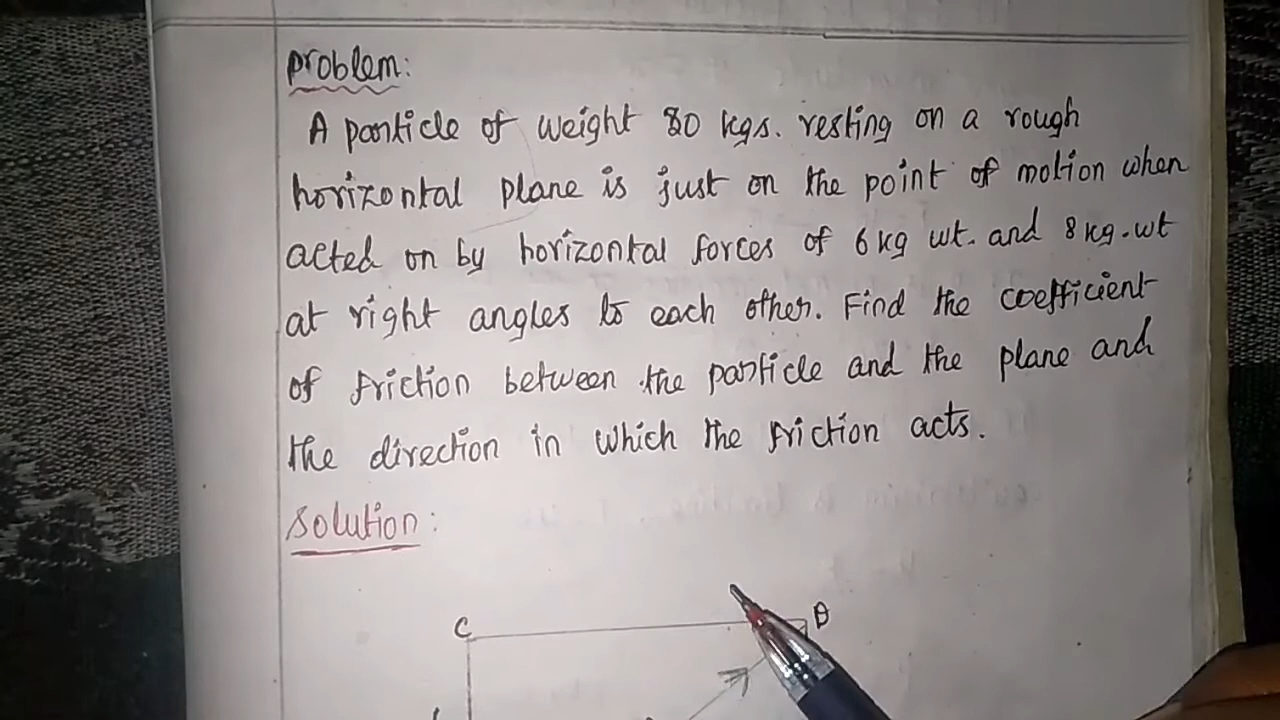 Problem:
A particle of weight 80 kgs. resting on a rough
horizontal plane is just on the point of motion when
acted on by horizontal forces of 6 kg wt. and 8 kg.wt
at right angles to each other. Find the coefficient
of friction between the particle and the plane and
the direction in which the friction acts.
Solution:
C B